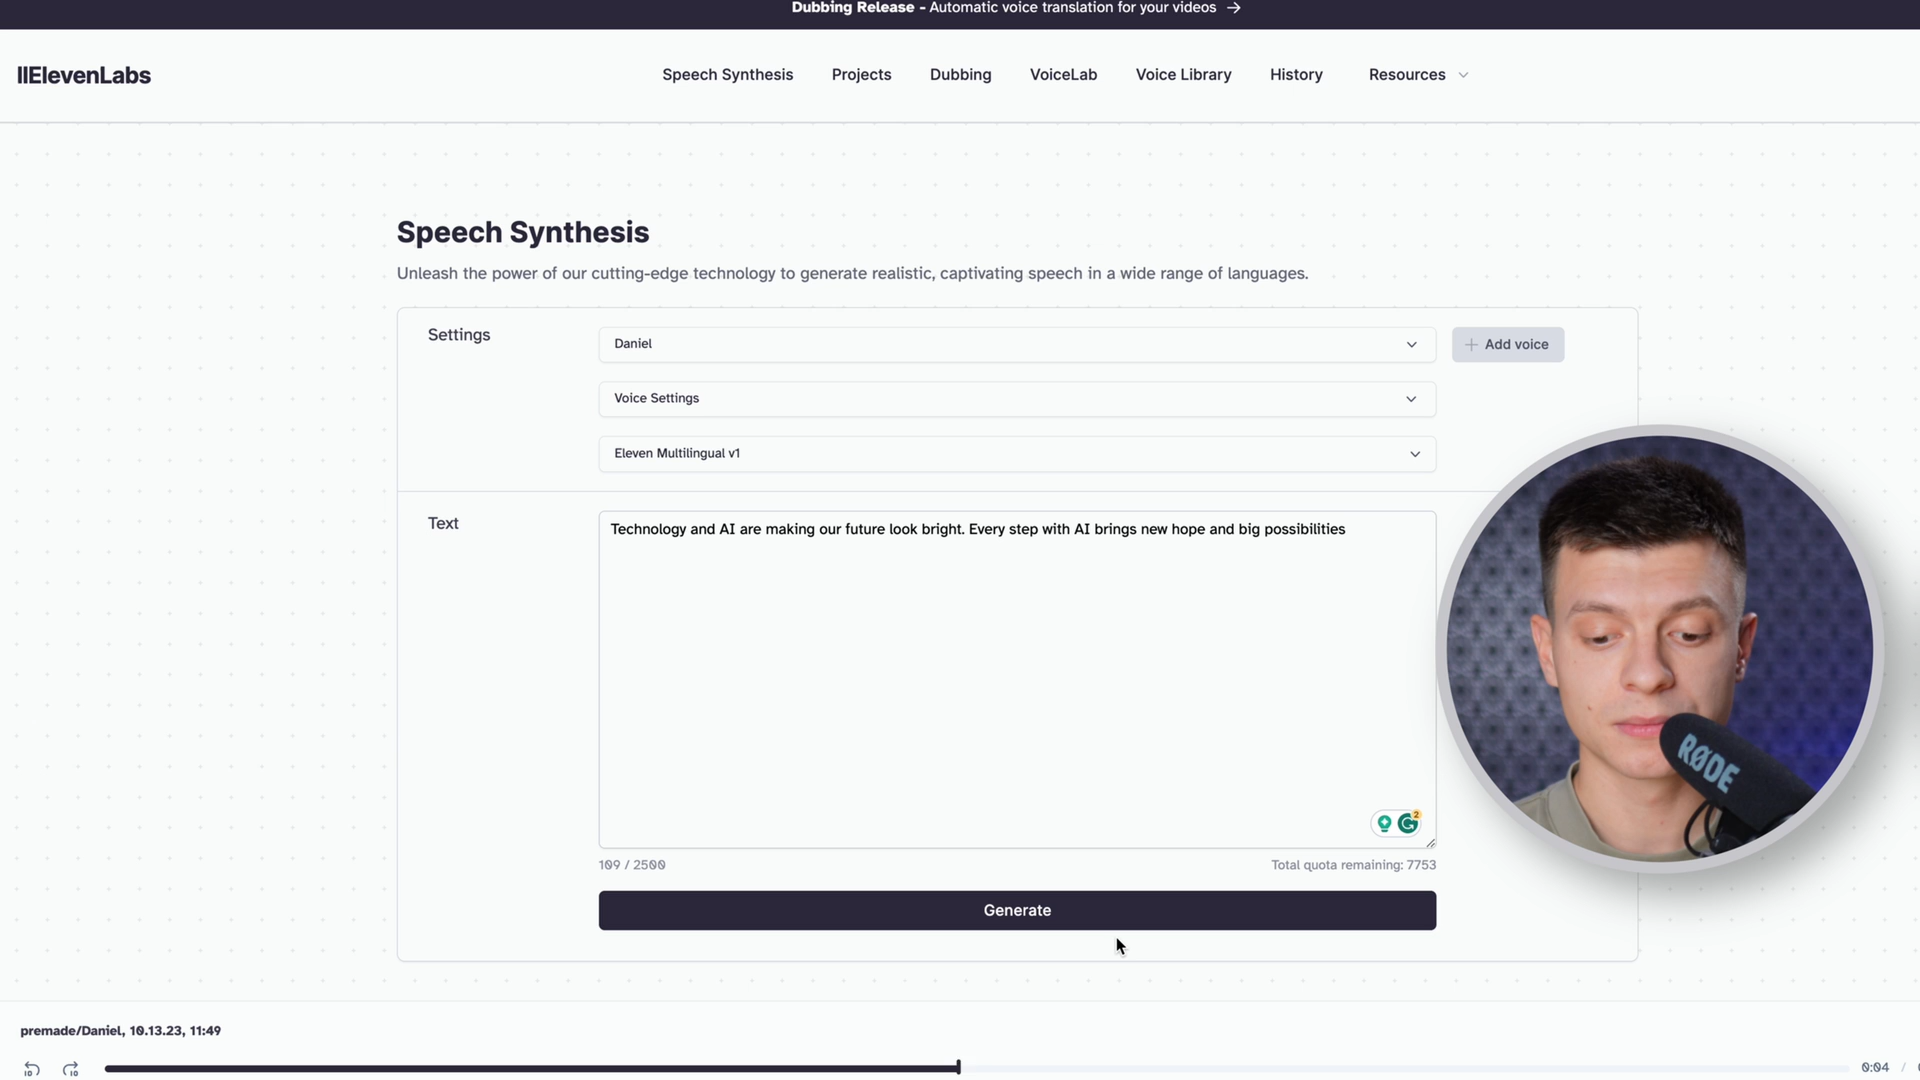 Dubbing Release - Automatic voice translation for your videos →
IIElevenLabs
Speech Synthesis
Projects
Dubbing
VoiceLab
Voice Library
History
Resources
Speech Synthesis
Unleash the power of our cutting-edge technology to generate realistic, captivating speech in a wide range of languages.
Settings
Daniel
+ Add voice
Voice Settings
Eleven Multilingual v1
Text
Technology and AI are making our future look bright. Every step with AI brings new hope and big possibilities
2
RØDE
109 / 2500
Total quota remaining: 7753
Generate
premade/Daniel, 10.13.23, 11:49
10
10
0:04 /